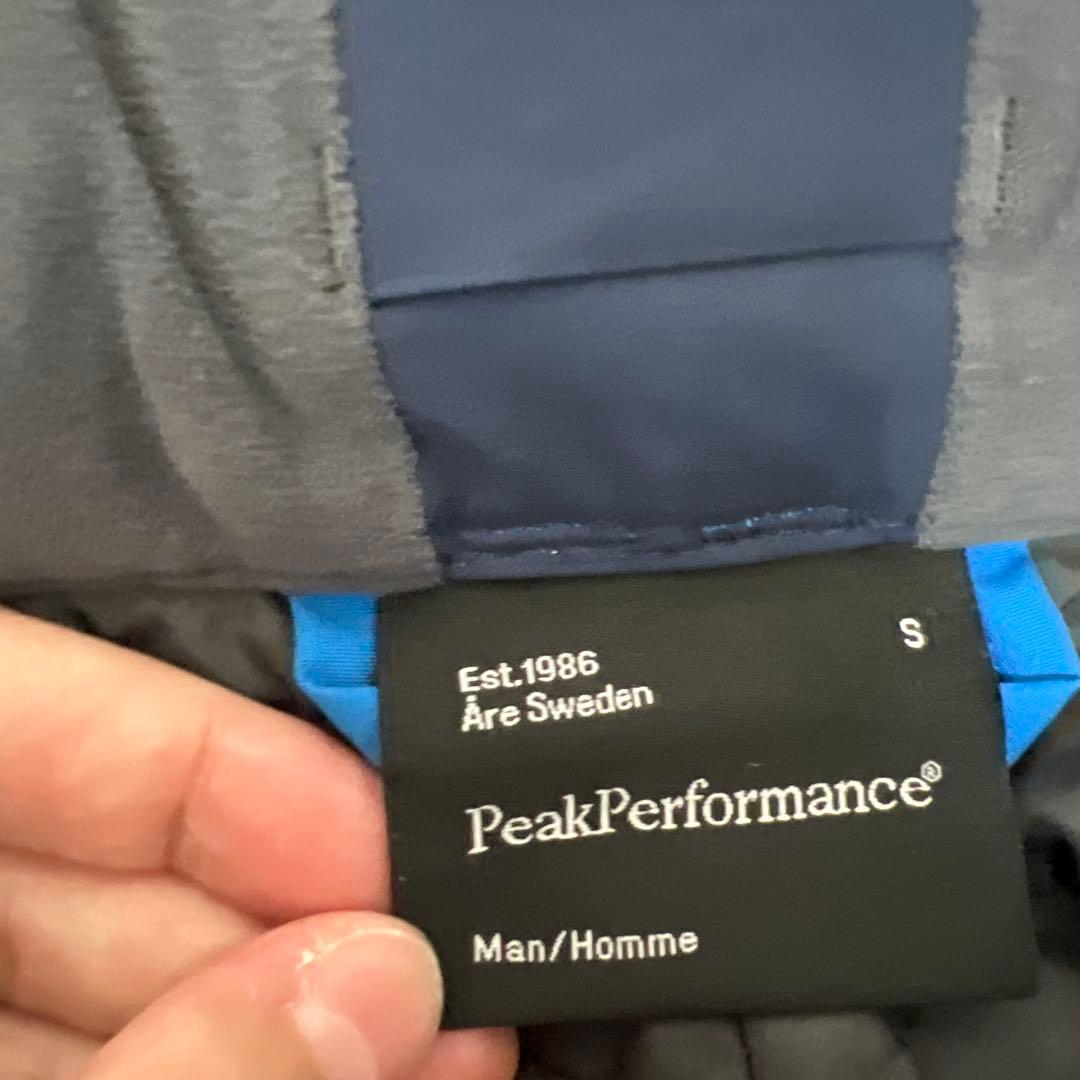 S
Est.1986
Åre Sweden
PeakPerformance®
Man/Homme